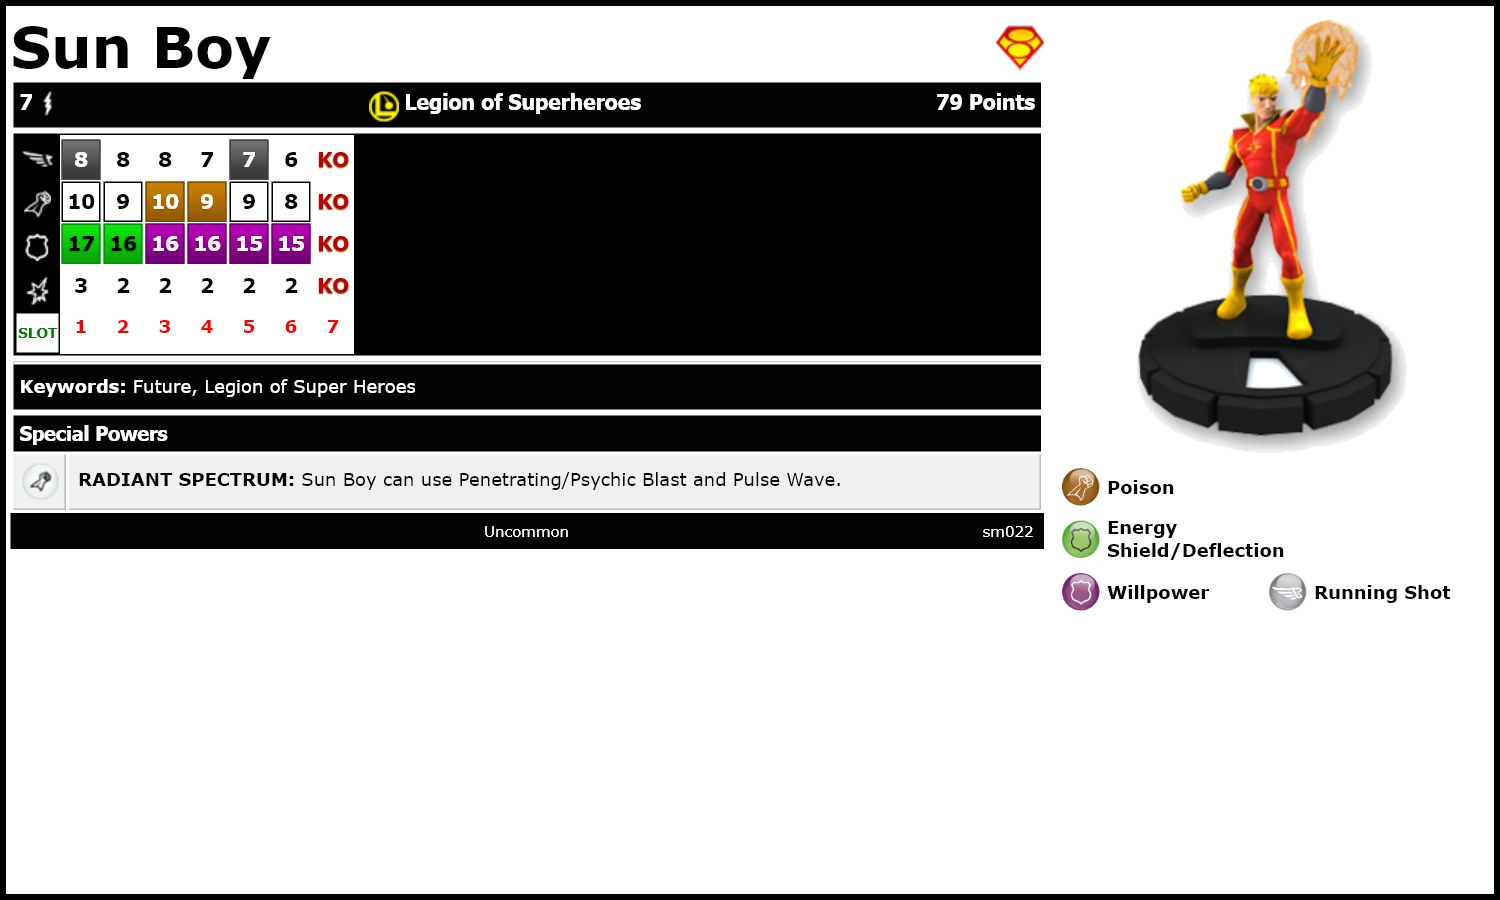 Sun Boy
7 Legion of Superheroes 79 Points
8 8 8 7 7 6 KO
10 9 10 9 9 8 KO
17 16 16 16 15 15 KO
3 2 2 2 2 2 KO
SLOT 1 2 3 4 5 6 7
Keywords: Future, Legion of Super Heroes
Special Powers
RADIANT SPECTRUM: Sun Boy can use Penetrating/Psychic Blast and Pulse Wave.
Uncommon sm022
Poison
Energy
Shield/Deflection
Willpower Running Shot